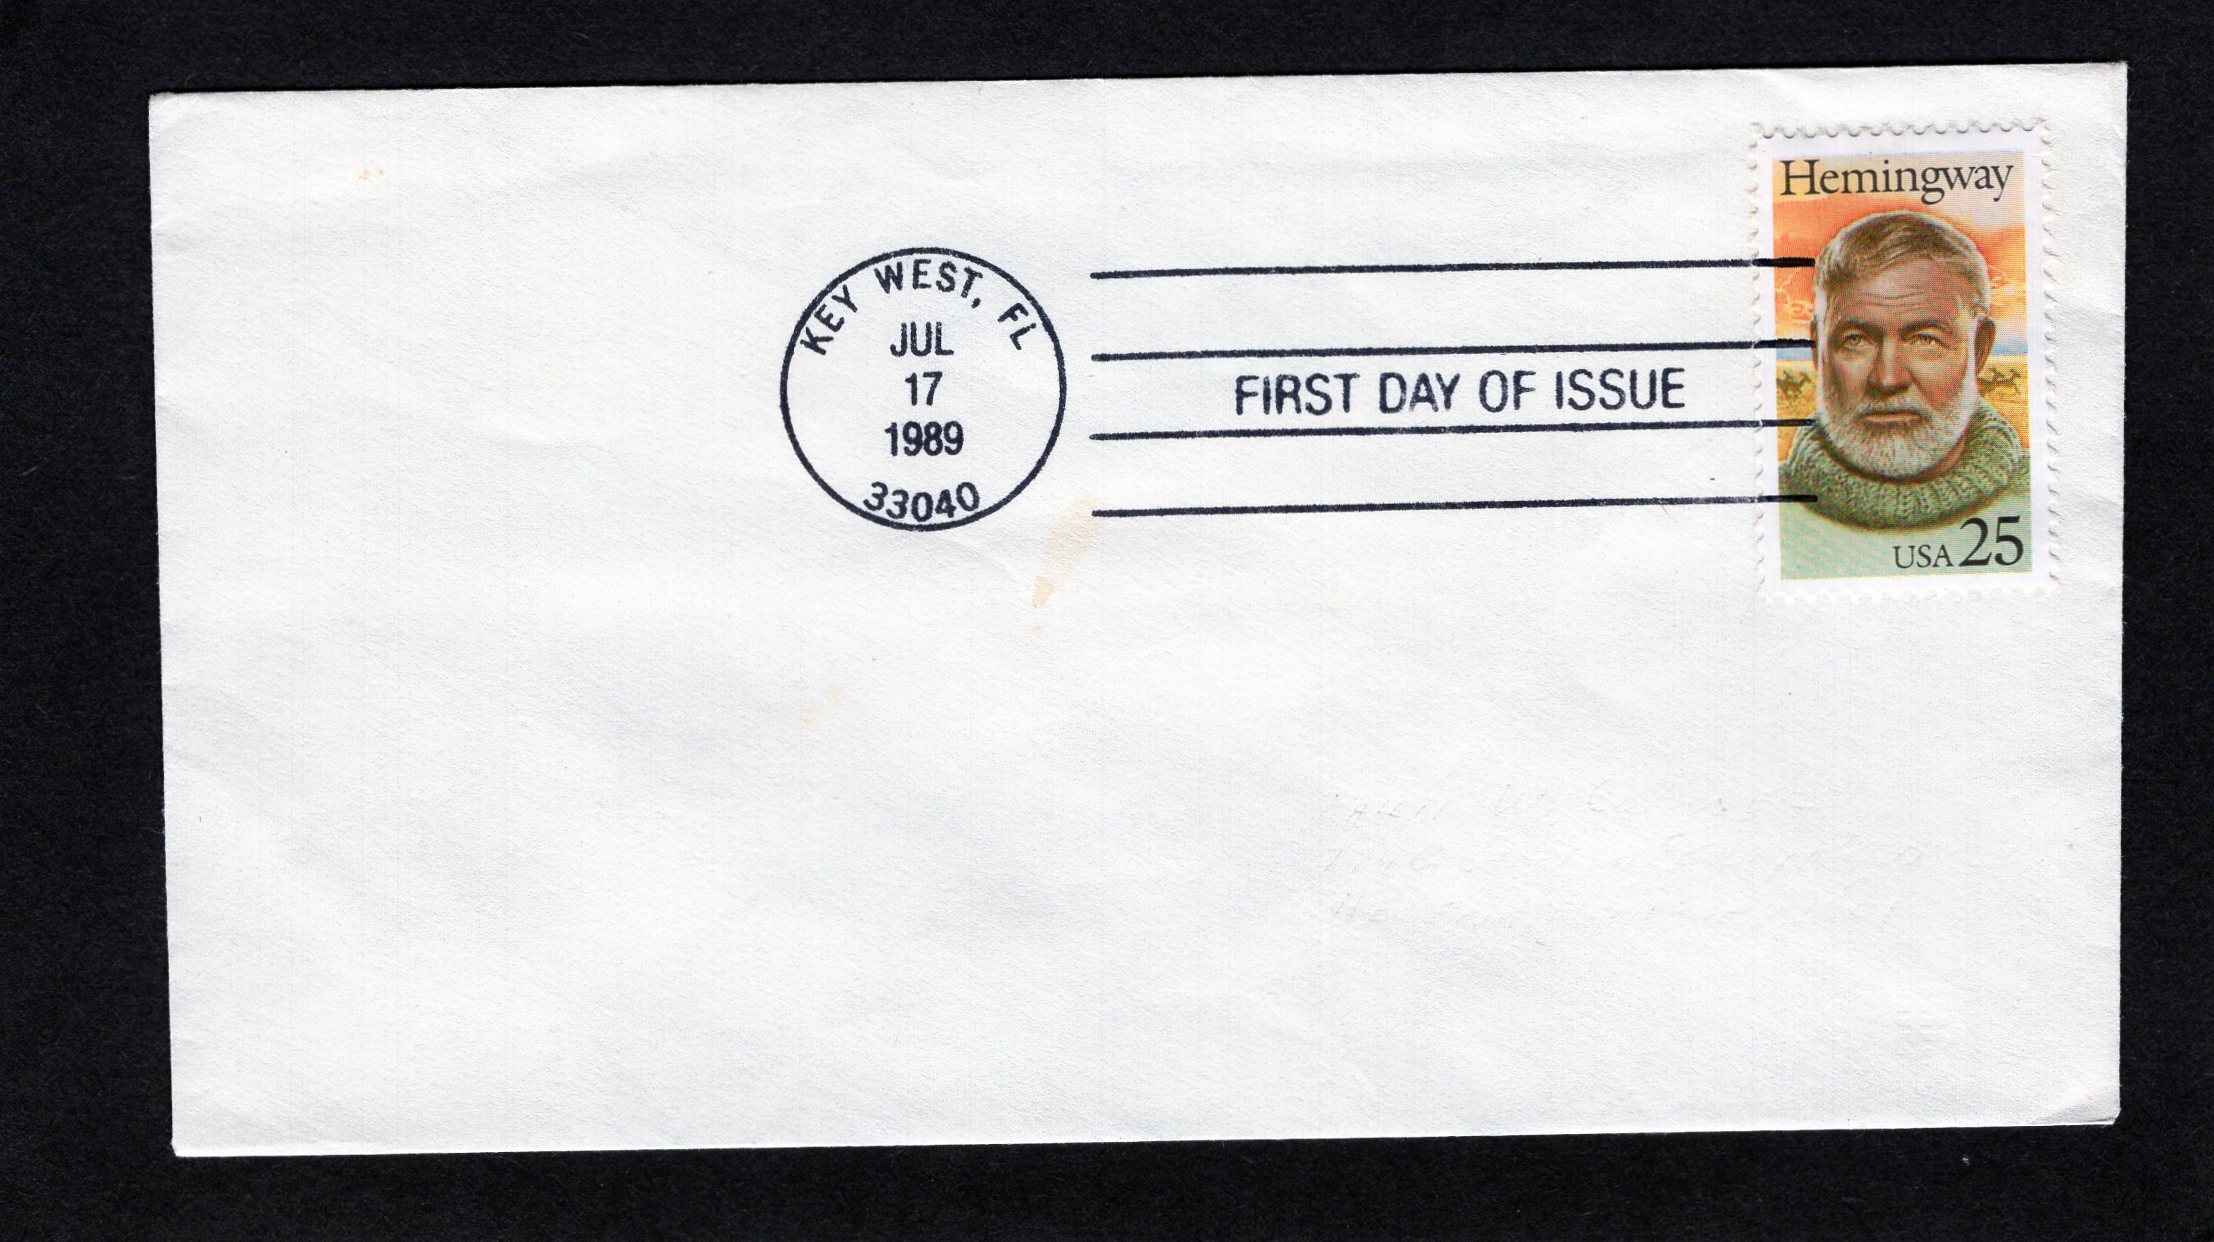 Hemingway
KEY WEST, FL
JUL
17
1989
33040
FIRST DAY OF ISSUE
USA 25